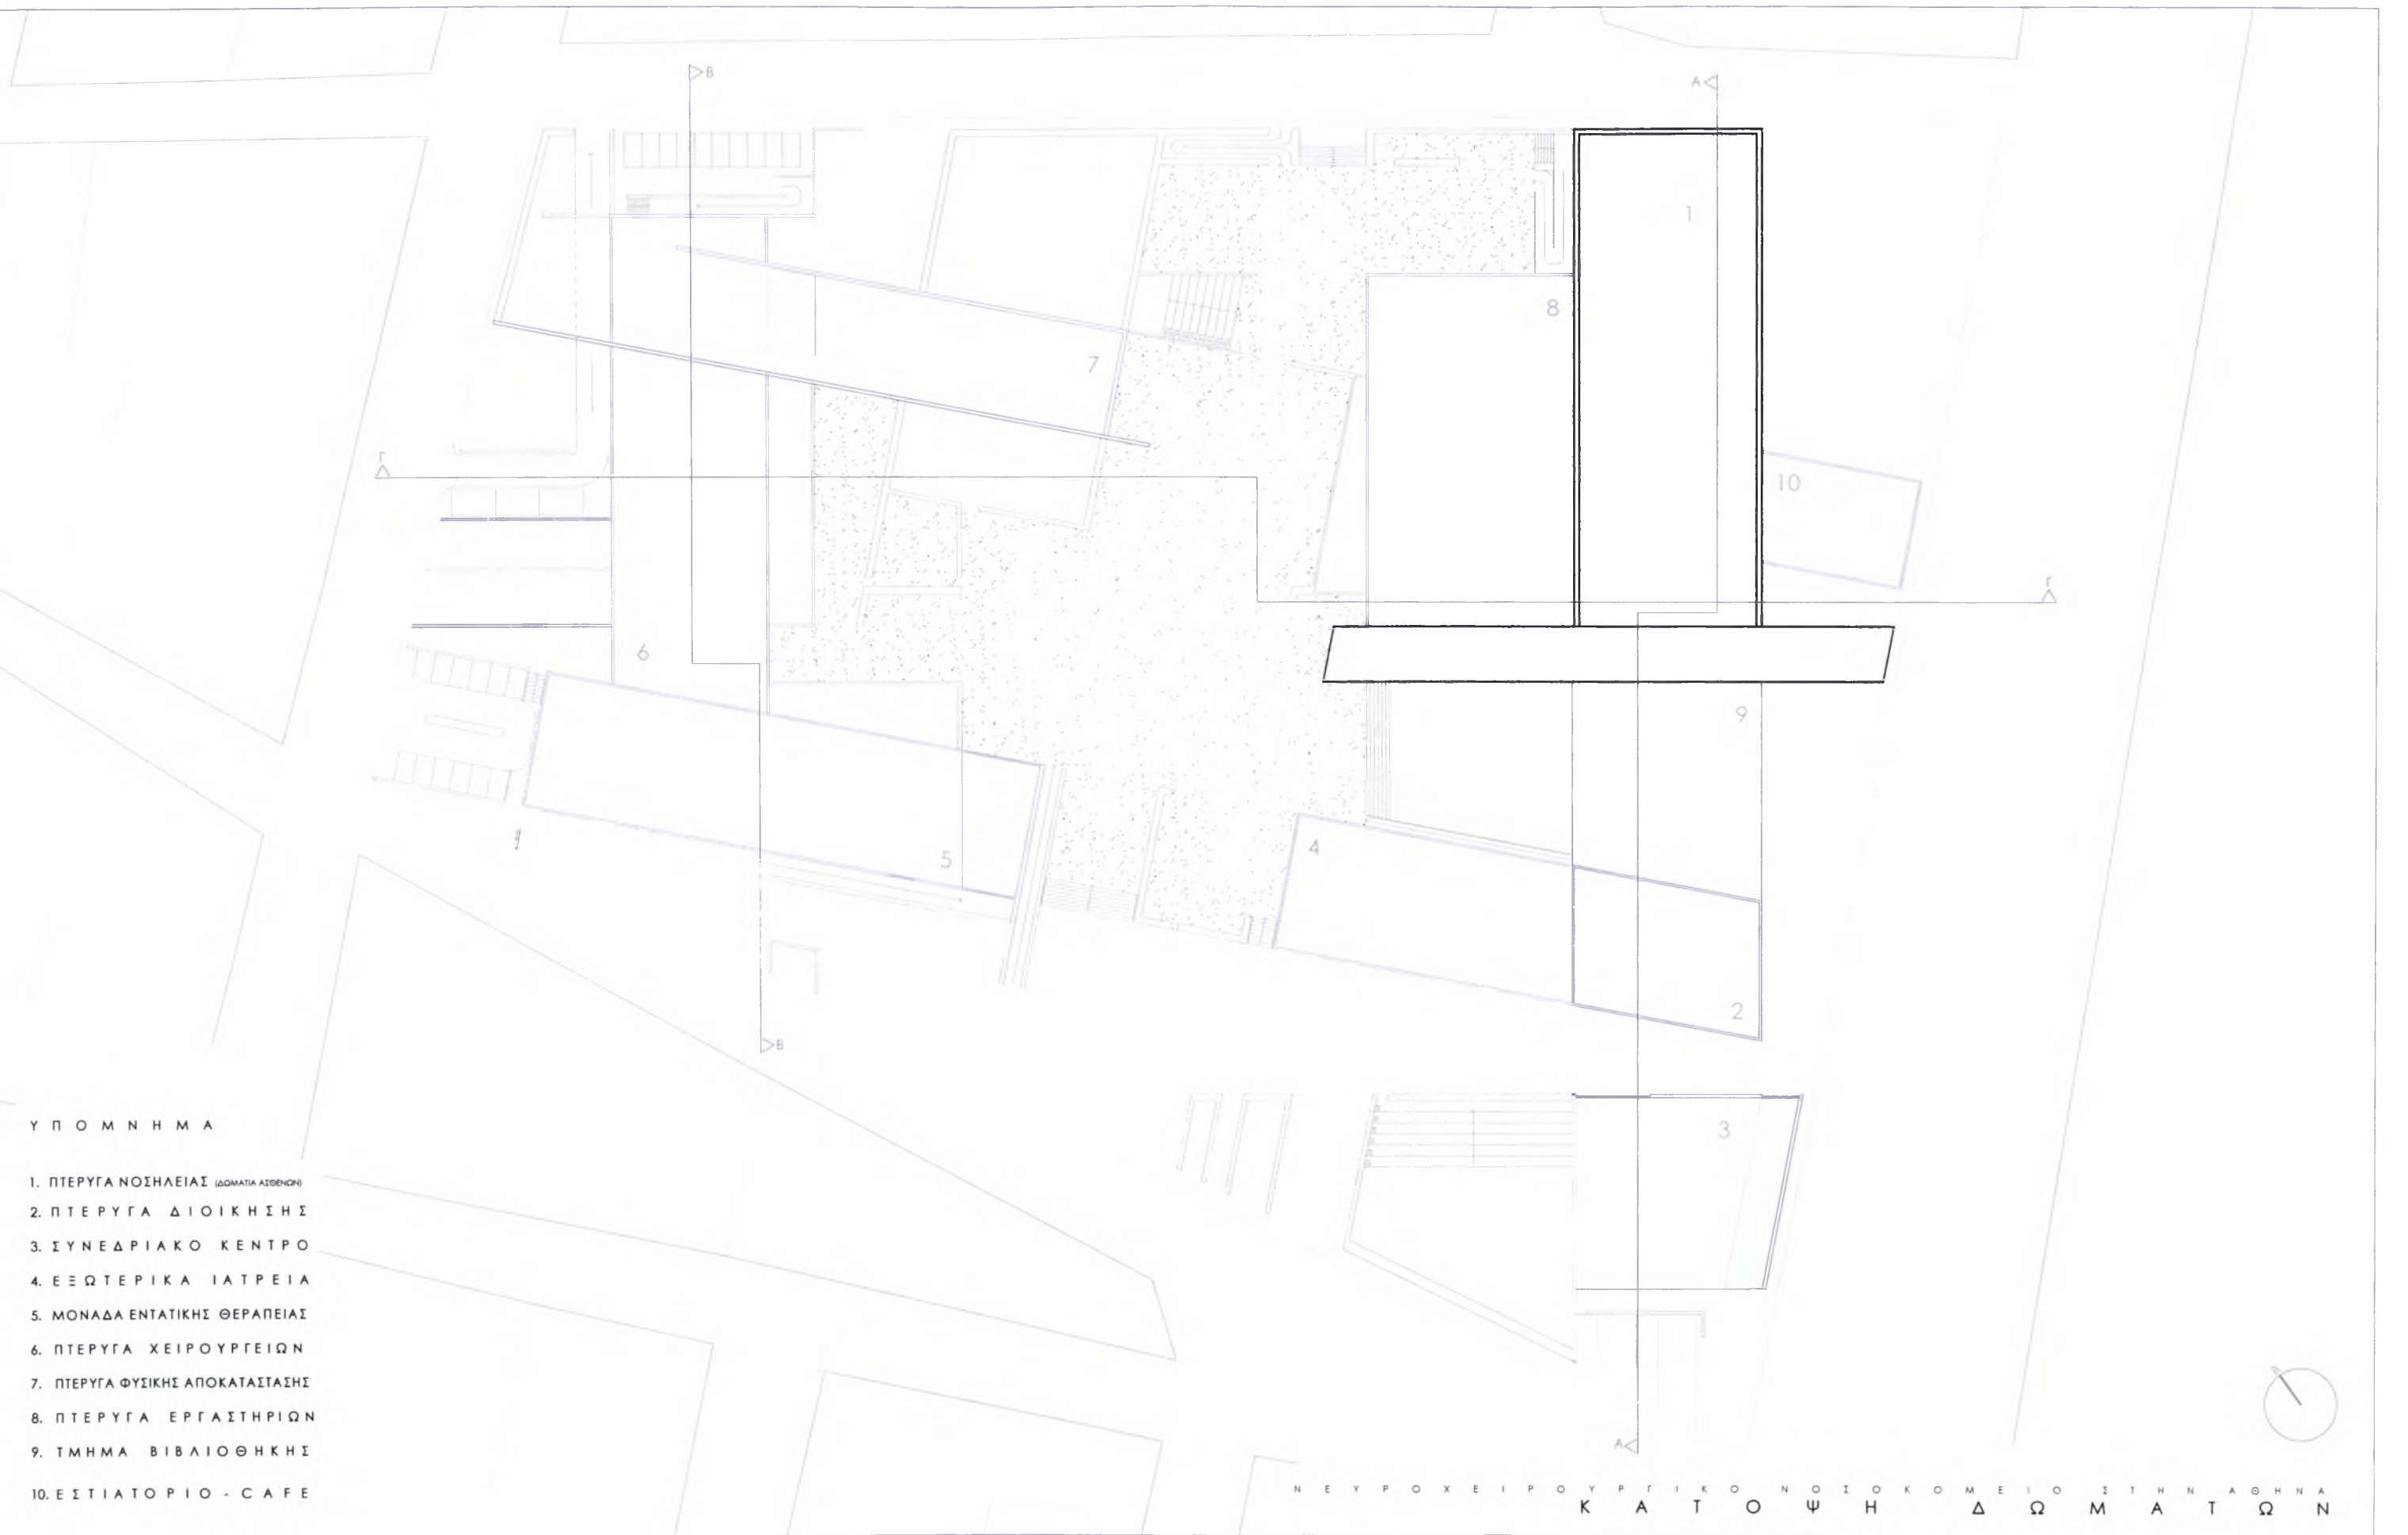 B
A
1
8
7
10
Γ
Γ
6
9
4
5
2
B
3
A
ΥΠΟΜΝΗΜΑ
1. ΠΤΕΡΥΓΑ ΝΟΣΗΛΕΙΑΣ (ΔΩΜΑΤΙΑ ΑΣΘΕΝΩΝ)
2. ΠΤΕΡΥΓΑ ΔΙΟΙΚΗΣΗΣ
3. ΣΥΝΕΔΡΙΑΚΟ ΚΕΝΤΡΟ
4. ΕΞΩΤΕΡΙΚΑ ΙΑΤΡΕΙΑ
5. ΜΟΝΑΔΑ ΕΝΤΑΤΙΚΗΣ ΘΕΡΑΠΕΙΑΣ
6. ΠΤΕΡΥΓΑ ΧΕΙΡΟΥΡΓΕΙΩΝ
7. ΠΤΕΡΥΓΑ ΦΥΣΙΚΗΣ ΑΠΟΚΑΤΑΣΤΑΣΗΣ
8. ΠΤΕΡΥΓΑ ΕΡΓΑΣΤΗΡΙΩΝ
9. ΤΜΗΜΑ ΒΙΒΛΙΟΘΗΚΗΣ
10. ΕΣΤΙΑΤΟΡΙΟ - CAFE
ΝΕΥΡΟΧΕΙΡΟΥΡΓΙΚΟ ΝΟΣΟΚΟΜΕΙΟ ΣΤΗΝ ΑΘΗΝΑ
ΚΑΤΟΨΗ ΔΩΜΑΤΩΝ